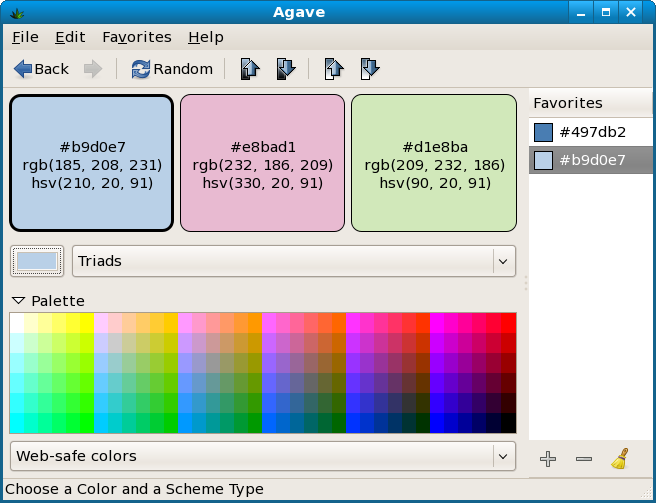 Agave
File Edit Favorites Help
Back Random
#b9d0e7
rgb(185, 208, 231)
hsv(210, 20, 91)
#e8bad1
rgb(232, 186, 209)
hsv(330, 20, 91)
#d1e8ba
rgb(209, 232, 186)
hsv(90, 20, 91)
Favorites
#497db2
#b9d0e7
Triads
Palette
Web-safe colors
Choose a Color and a Scheme Type